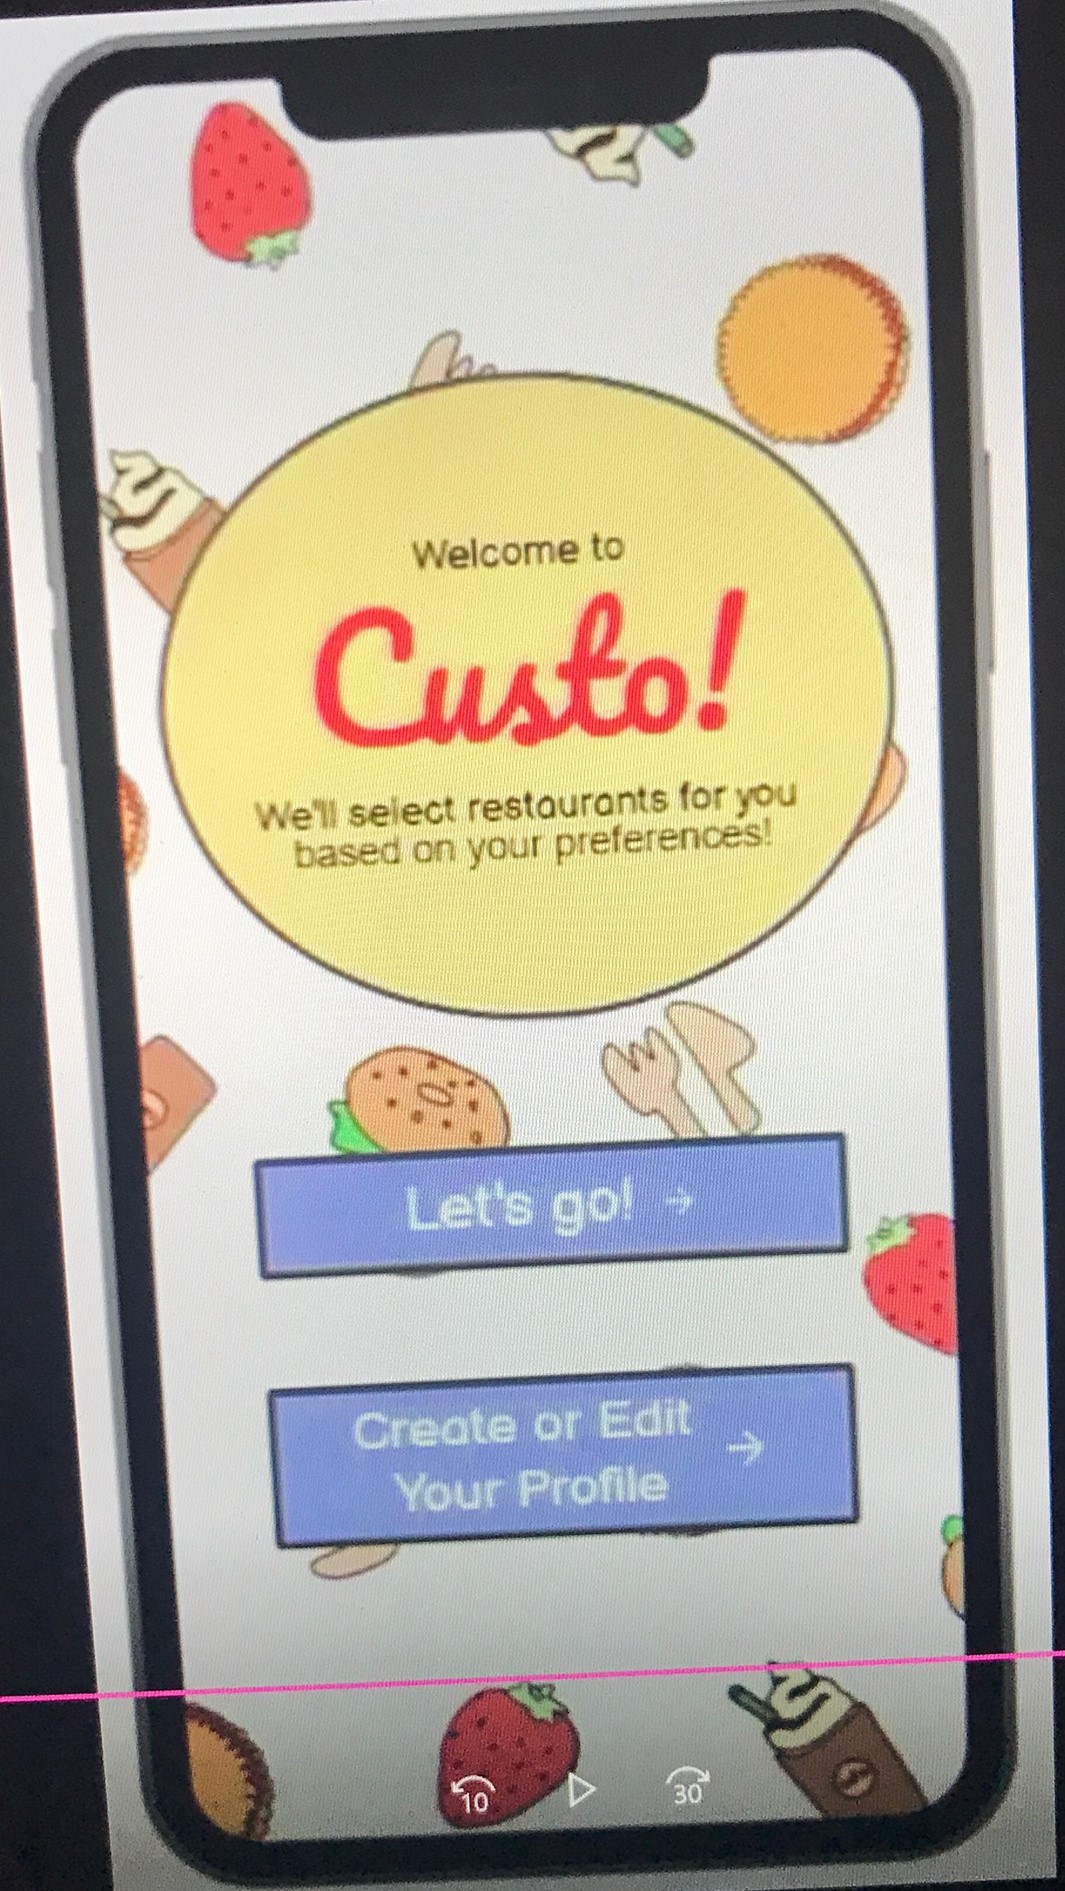 Welcome to
Custo!
We'll select restaurants for you
based on your preferences!
Let's go! →
Create or Edit →
Your Profile
10
30